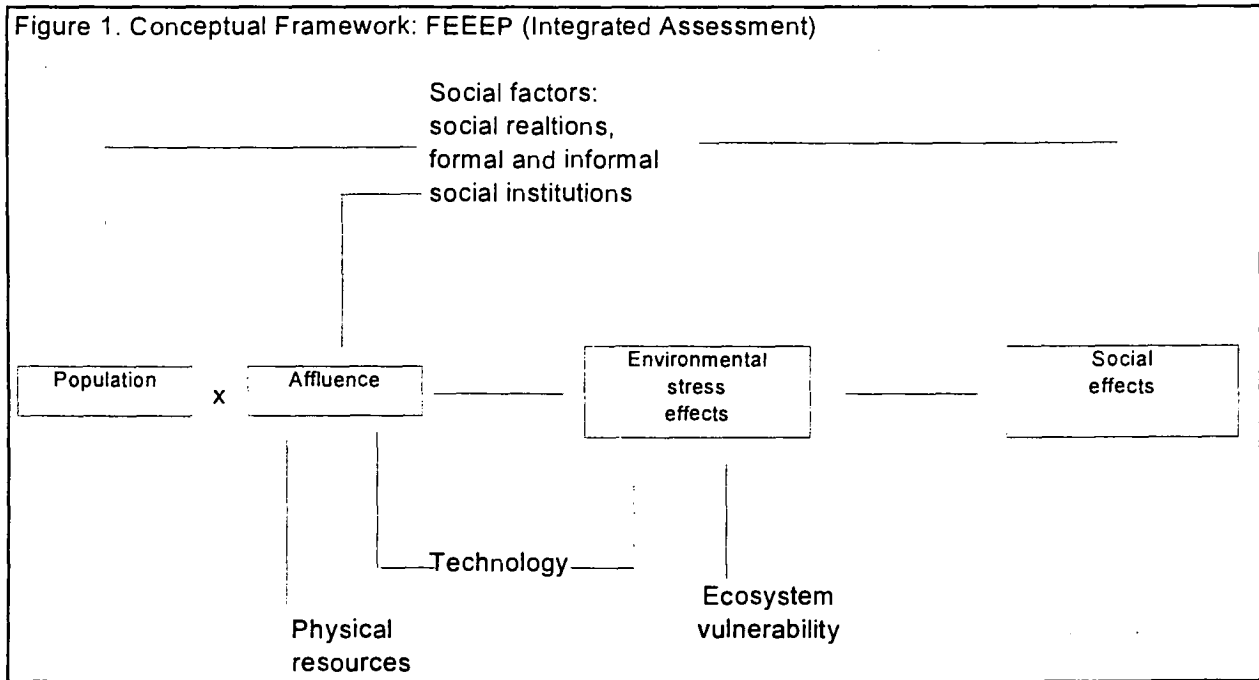 Figure 1. Conceptual Framework: FEEEP (Integrated Assessment)
Social factors:
social realtions,
formal and informal
social institutions
Population
x
Affluence
Environmental
stress
effects
Social
effects
Technology
Ecosystem
vulnerability
Physical
resources